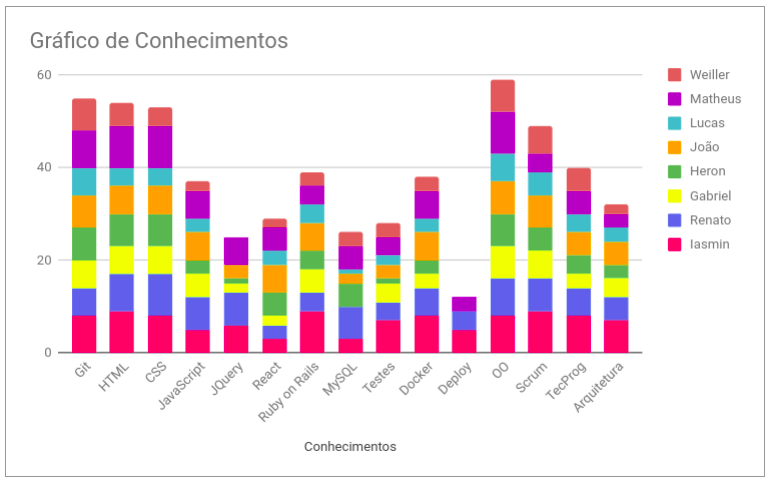 Gráfico de Conhecimentos
60
40
20
0
Git
HTML
CSS
JavaScript
JQuery
React
Ruby on Rails
MySQL
Testes
Docker
Deploy
OO
Scrum
TecProg
Arquitetura
Conhecimentos
Weiller
Matheus
Lucas
João
Heron
Gabriel
Renato
Iasmin